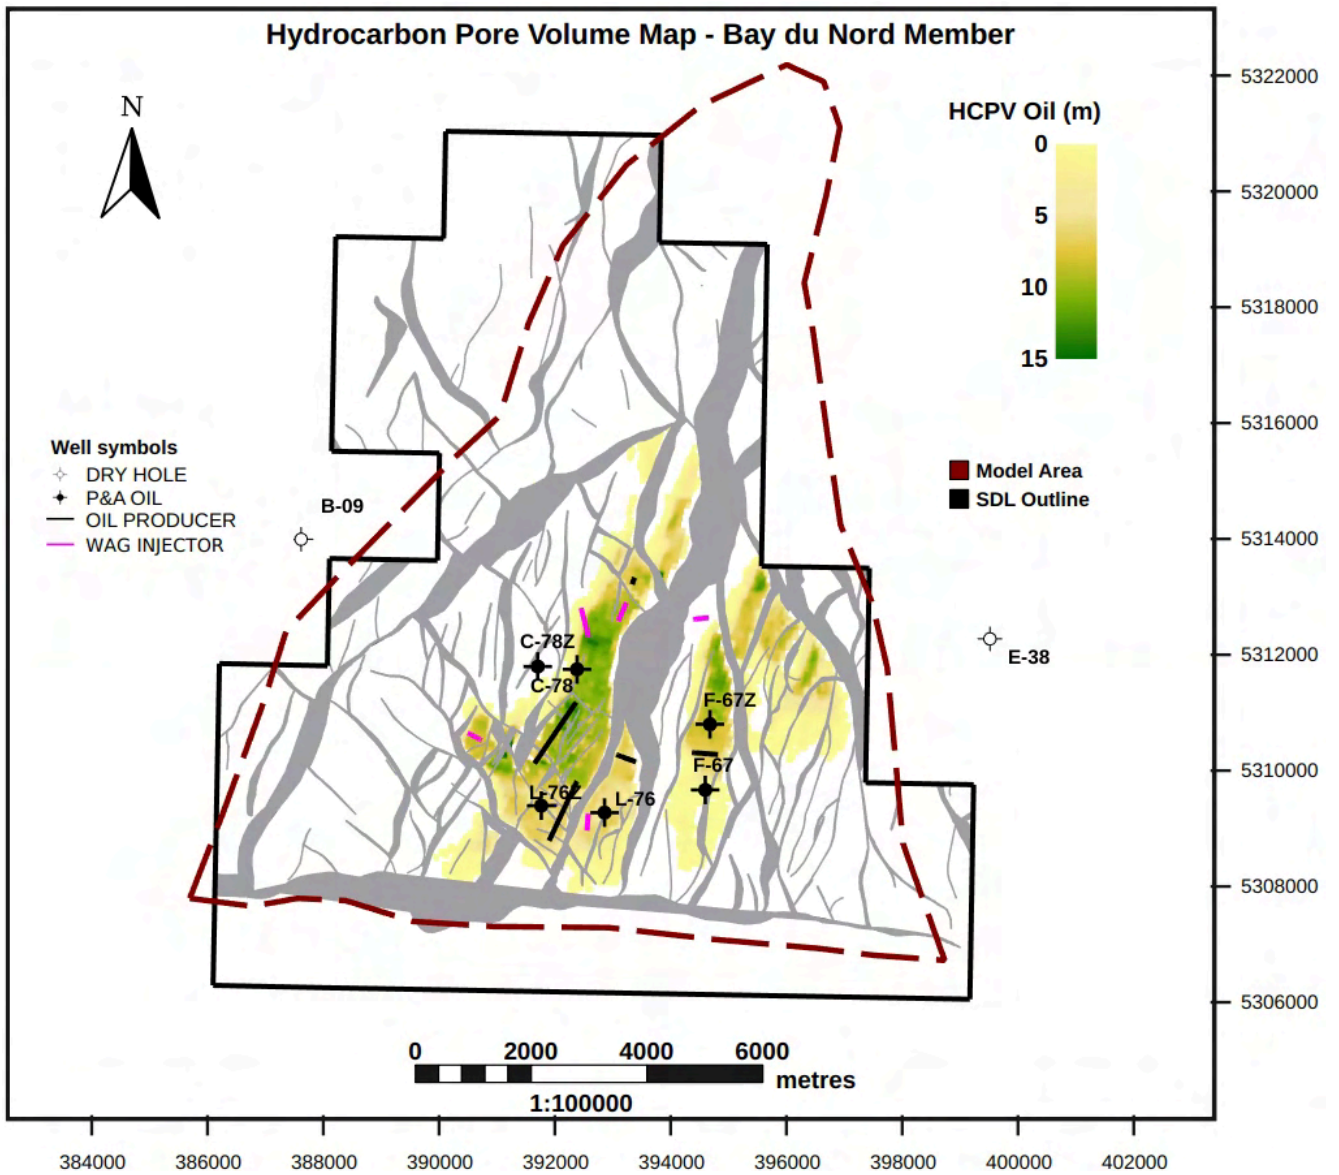 Hydrocarbon Pore Volume Map - Bay du Nord Member
N
HCPV Oil (m)
0
5
10
15
5322000
5320000
5318000
5316000
5314000
5312000
5310000
5308000
5306000
Well symbols
DRY HOLE
P&A OIL
OIL PRODUCER
WAG INJECTOR
Model Area
SDL Outline
B-09
C-78Z
C-78
E-38
F-67Z
F-67
L-76Z
L-76
0 2000 4000 6000
metres
1:100000
384000 386000 388000 390000 392000 394000 396000 398000 400000 402000